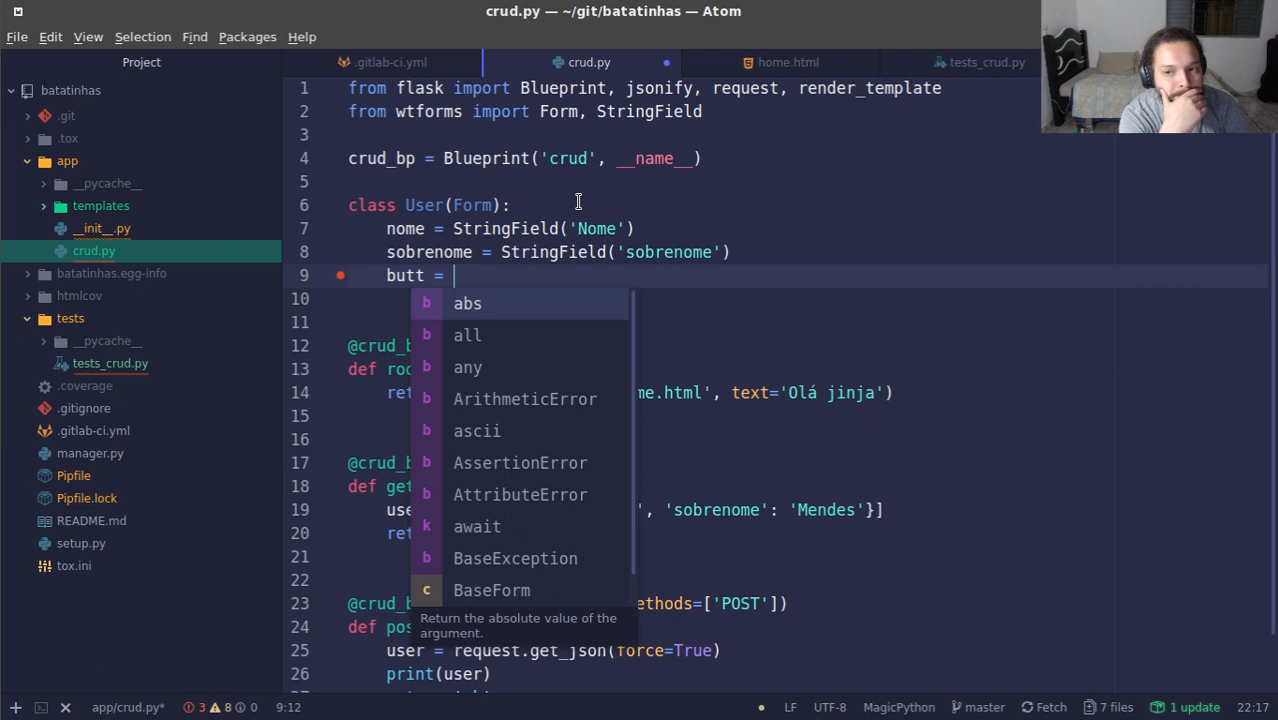 crud.py — ~/git/batatinhas — Atom
File Edit View Selection Find Packages Help
Project
.gitlab-ci.yml
crud.py
home.html
tests_crud.py
batatinhas
.git
.tox
app
__pycache__
templates
__init__.py
crud.py
batatinhas.egg-info
htmlcov
tests
__pycache__
tests_crud.py
.coverage
.gitignore
.gitlab-ci.yml
manager.py
Pipfile
Pipfile.lock
README.md
setup.py
tox.ini
1 from flask import Blueprint, jsonify, request, render_template
2 from wtforms import Form, StringField
3
4 crud_bp = Blueprint('crud', __name__)
5
6 class User(Form):
7 nome = StringField('Nome')
8 sobrenome = StringField('sobrenome')
9 butt =
10
11
12 @crud_b
13 def roo
14 ret me.html', text='Olá jinja')
15
16
17 @crud_b
18 def get
19 use ', 'sobrenome': 'Mendes'}]
20 ret
21
22
23 @crud_b ethods=['POST'])
24 def pos
25 user = request.get_json(force=True)
26 print(user)
b abs
b all
b any
b ArithmeticError
b ascii
b AssertionError
b AttributeError
k await
b BaseException
c BaseForm
Return the absolute value of the
argument.
app/crud.py* 3 8 0 9:12 LF UTF-8 MagicPython master Fetch 7 files 1 update 22:17